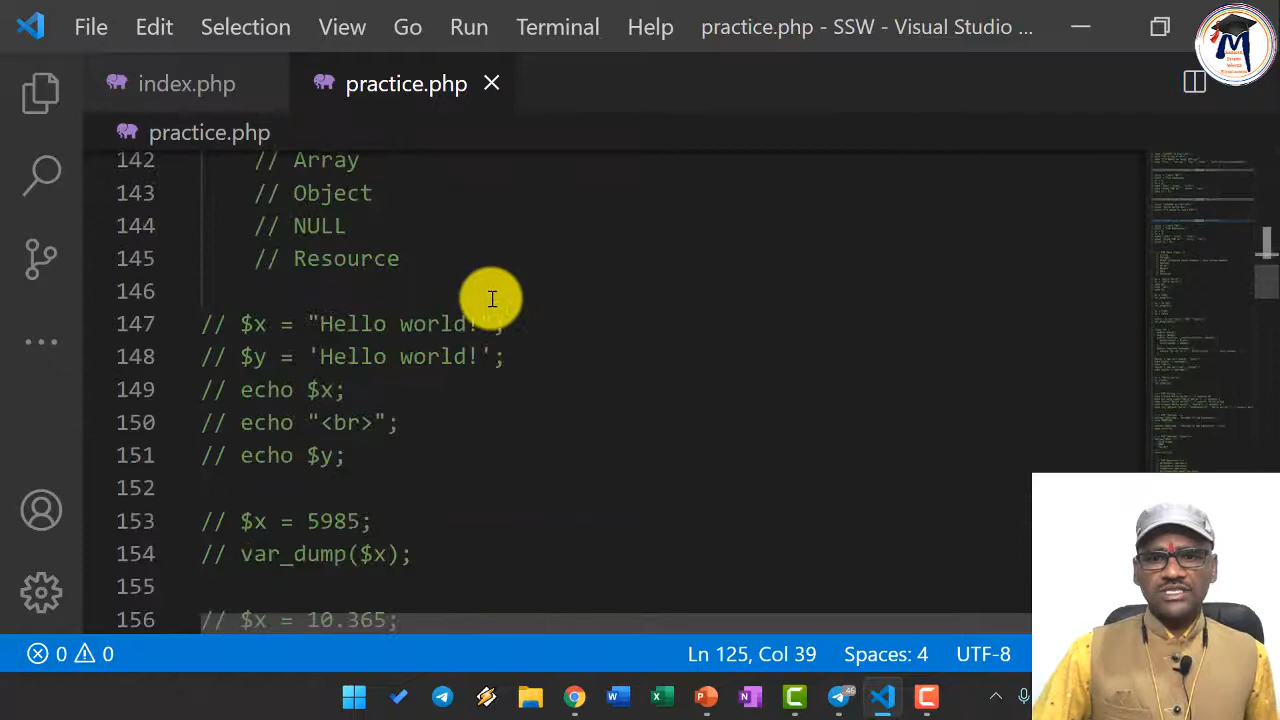 File Edit Selection View Go Run Terminal Help practice.php - SSW - Visual Studio ...
index.php practice.php
practice.php
142 // Array
143 // Object
144 // NULL
145 // Resource
146
147 // $x = "Hello world!";
148 // $y = 'Hello world!';
149 // echo $x;
150 // echo "<br>";
151 // echo $y;
152
153 // $x = 5985;
154 // var_dump($x);
155
156 // $x = 10.365;
0 0 Ln 125, Col 39 Spaces: 4 UTF-8
46